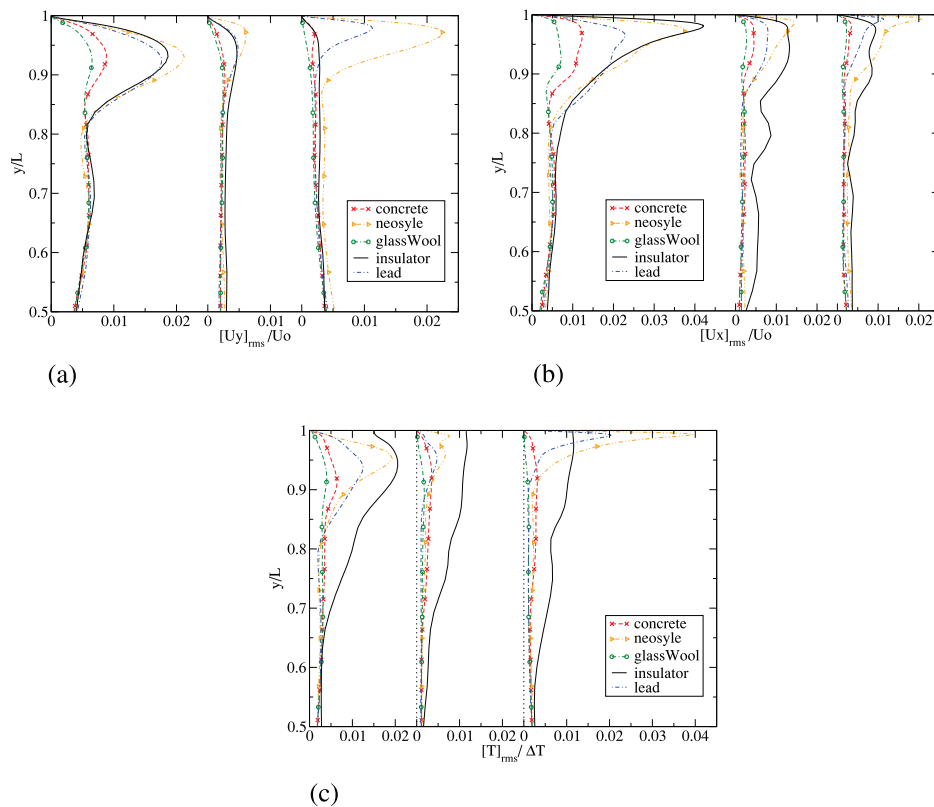 1
0.9
0.8
y/L
0.7
0.6
0.5
0 0.01 0.02 0 0.01 0 0.01 0.02
[Uy]rms/Uo
concrete
neosyle
glassWool
insulator
lead
(a)
1
0.9
0.8
y/L
0.7
0.6
0.5
0 0.01 0.02 0.03 0.04 0 0.01 0 0.01 0.02
[Ux]rms/Uo
concrete
neosyle
glassWool
insulator
lead
(b)
1
0.9
0.8
y/L
0.7
0.6
0.5
0 0.01 0.02 0 0.01 0.02 0 0.01 0.02 0.03 0.04
[T]rms/ ΔT
concrete
neosyle
glassWool
insulator
lead
(c)